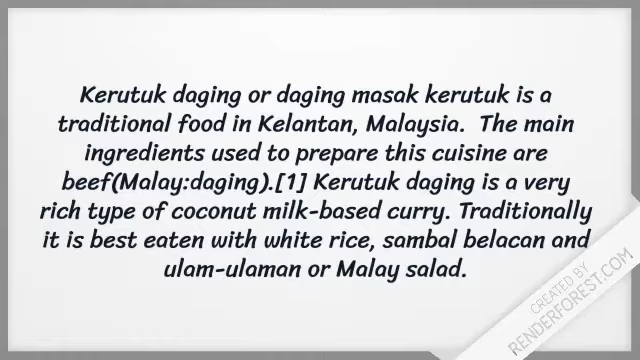 Kerutuk daging or daging masak kerutuk is a
traditional food in Kelantan, Malaysia.  The main
ingredients used to prepare this cuisine are
beef(Malay:daging).[1] Kerutuk daging is a very
rich type of coconut milk-based curry. Traditionally
it is best eaten with white rice, sambal belacan and
ulam-ulaman or Malay salad.
CREATED BY
RENDERFOREST.COM